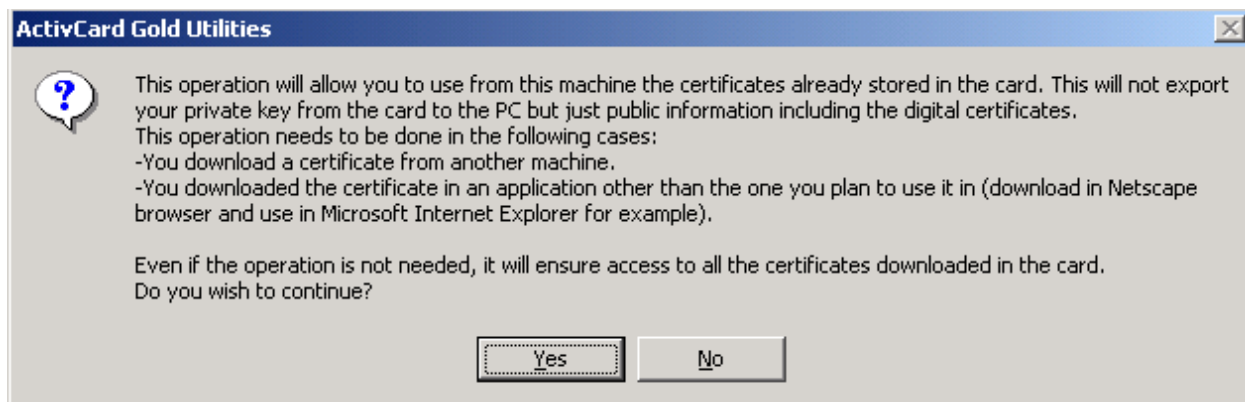 ActivCard Gold Utilities
This operation will allow you to use from this machine the certificates already stored in the card. This will not export
your private key from the card to the PC but just public information including the digital certificates.
This operation needs to be done in the following cases:
-You download a certificate from another machine.
-You downloaded the certificate in an application other than the one you plan to use it in (download in Netscape
browser and use in Microsoft Internet Explorer for example).
Even if the operation is not needed, it will ensure access to all the certificates downloaded in the card.
Do you wish to continue?
Yes No